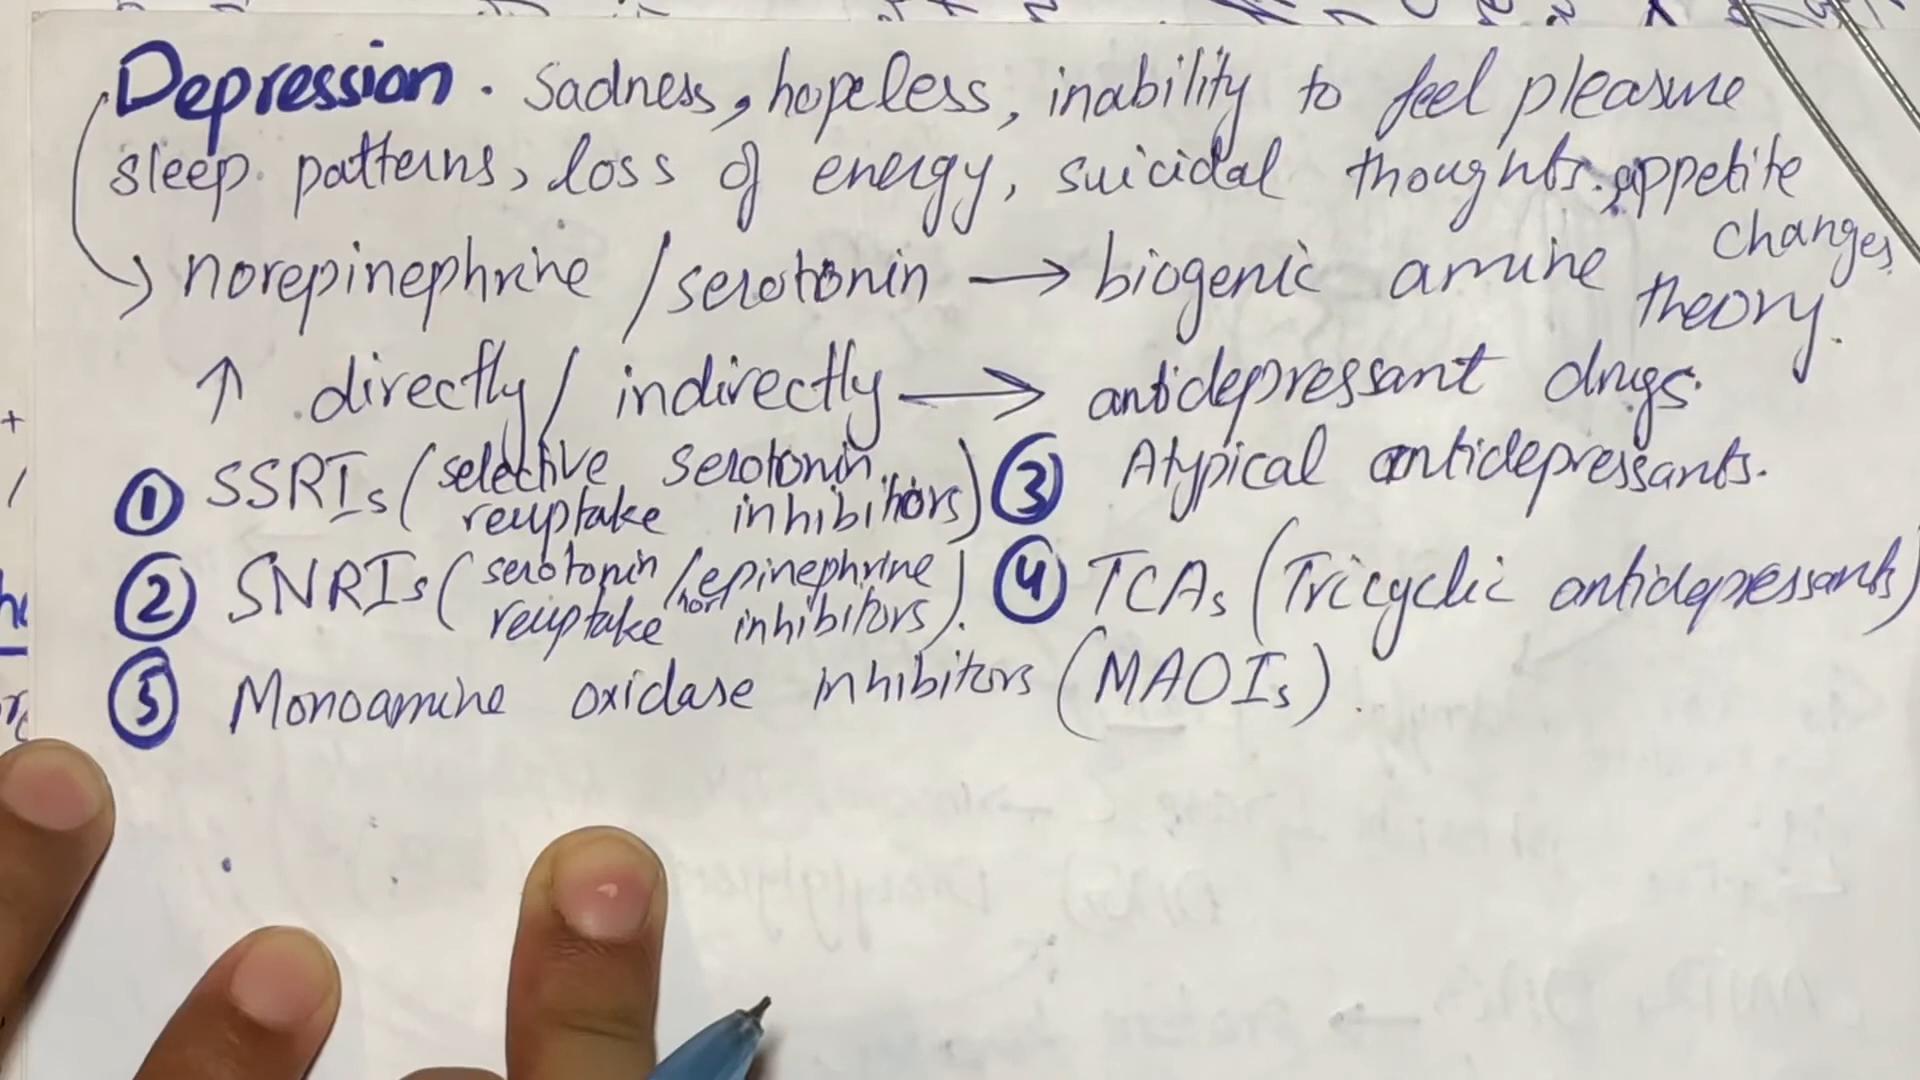 Depression. Sadness, hopeless, inability to feel pleasure
sleep patterns, loss of energy, suicidal thoughts. appetite
changes
norepinephrine / serotonin → biogenic amine theory.
↑ directly / indirectly → antidepressant drugs.
① SSRIs (selective serotonin reuptake inhibitors)
② SNRIs (serotonin / norepinephrine reuptake inhibitors).
③ Atypical antidepressants.
④ TCAs (Tricyclic antidepressants)
⑤ Monoamine oxidase inhibitors (MAOIs).